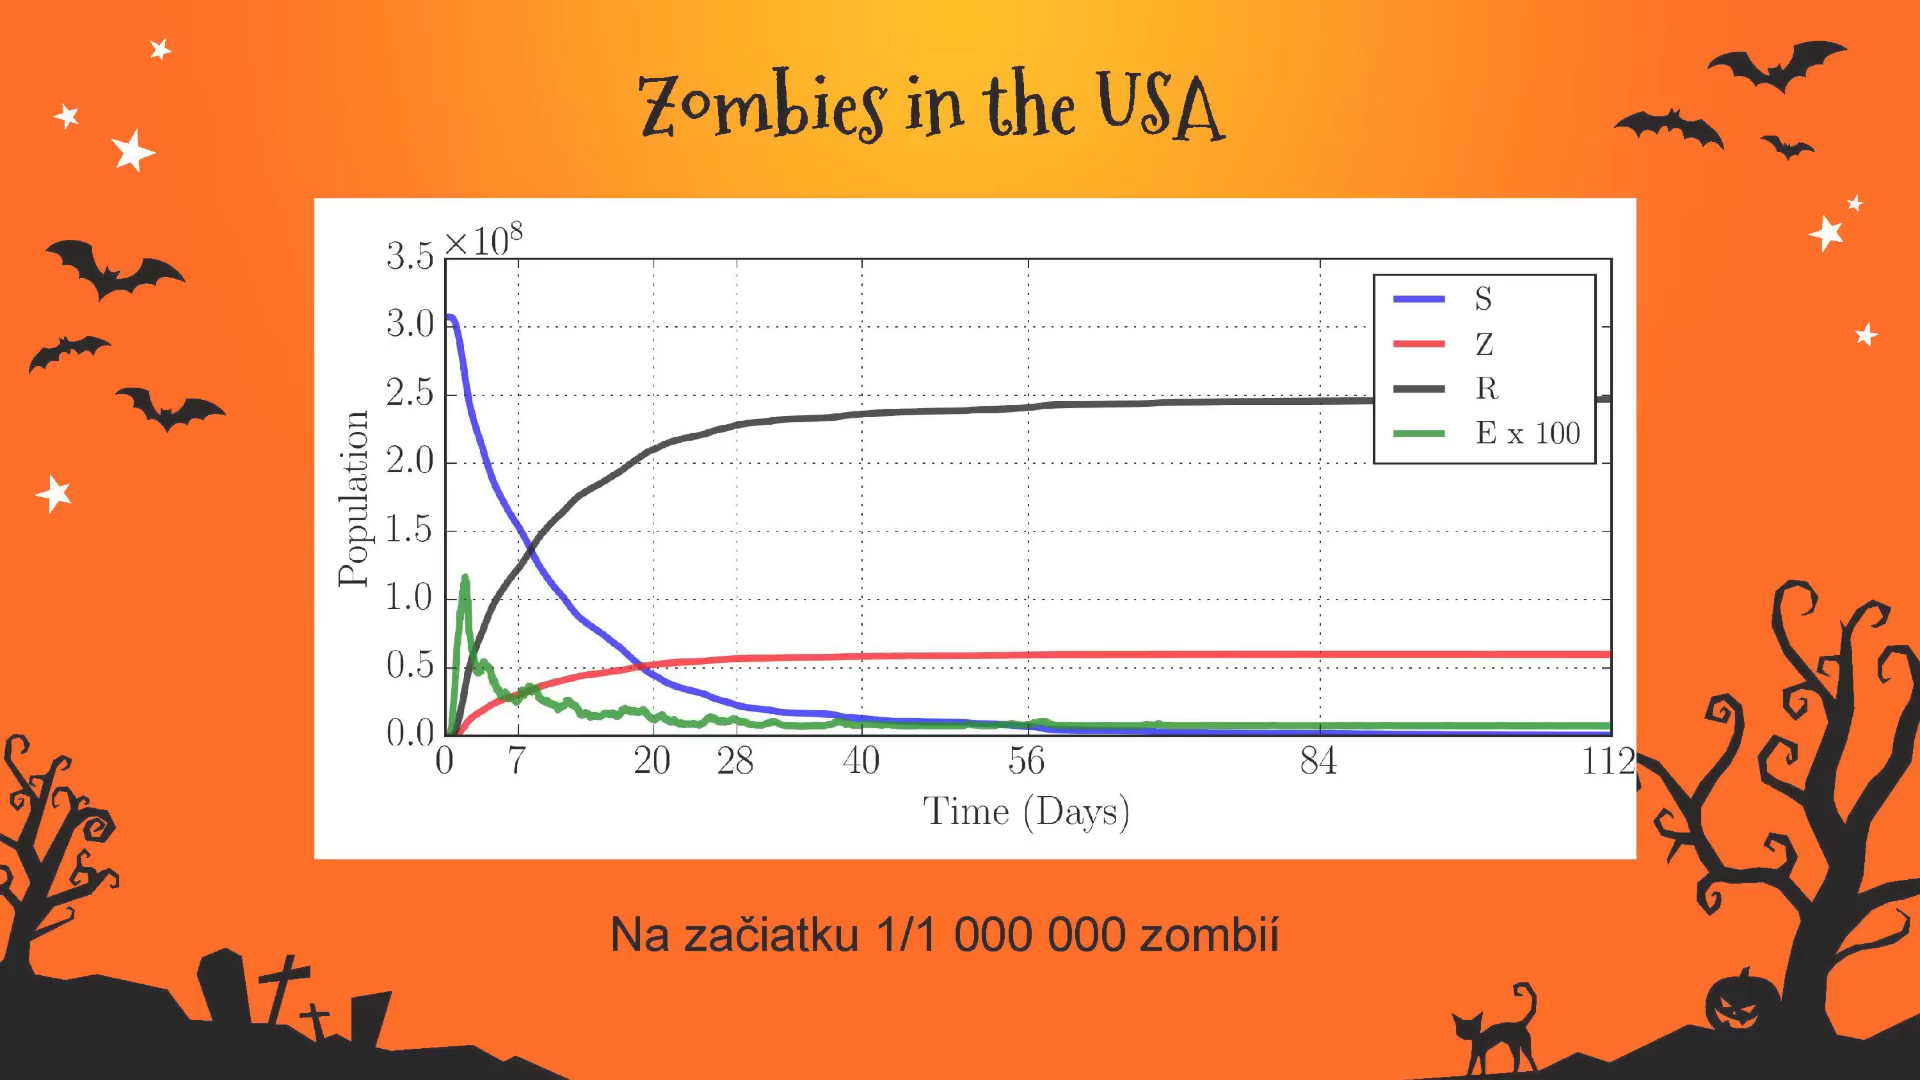 Zombies in the USA
×10⁸
3.5
3.0
2.5
2.0
1.5
1.0
0.5
0.0
Population
0 7 20 28 40 56 84 112
Time (Days)
S
Z
R
E x 100
Na začiatku 1/1 000 000 zombií